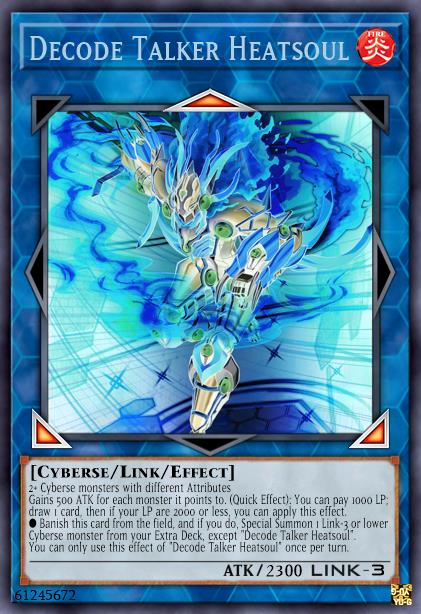 DECODE TALKER HEATSOUL
FIRE
炎
[CYBERSE/LINK/EFFECT]
2+ Cyberse monsters with different Attributes
Gains 500 ATK for each monster it points to. (Quick Effect): You can pay 1000 LP;
draw 1 card, then if your LP are 2000 or less, you can apply this effect.
● Banish this card from the field, and if you do, Special Summon 1 Link-3 or lower
Cyberse monster from your Extra Deck, except "Decode Talker Heatsoul".
You can only use this effect of "Decode Talker Heatsoul" once per turn.
ATK/2300 LINK-3
61245672